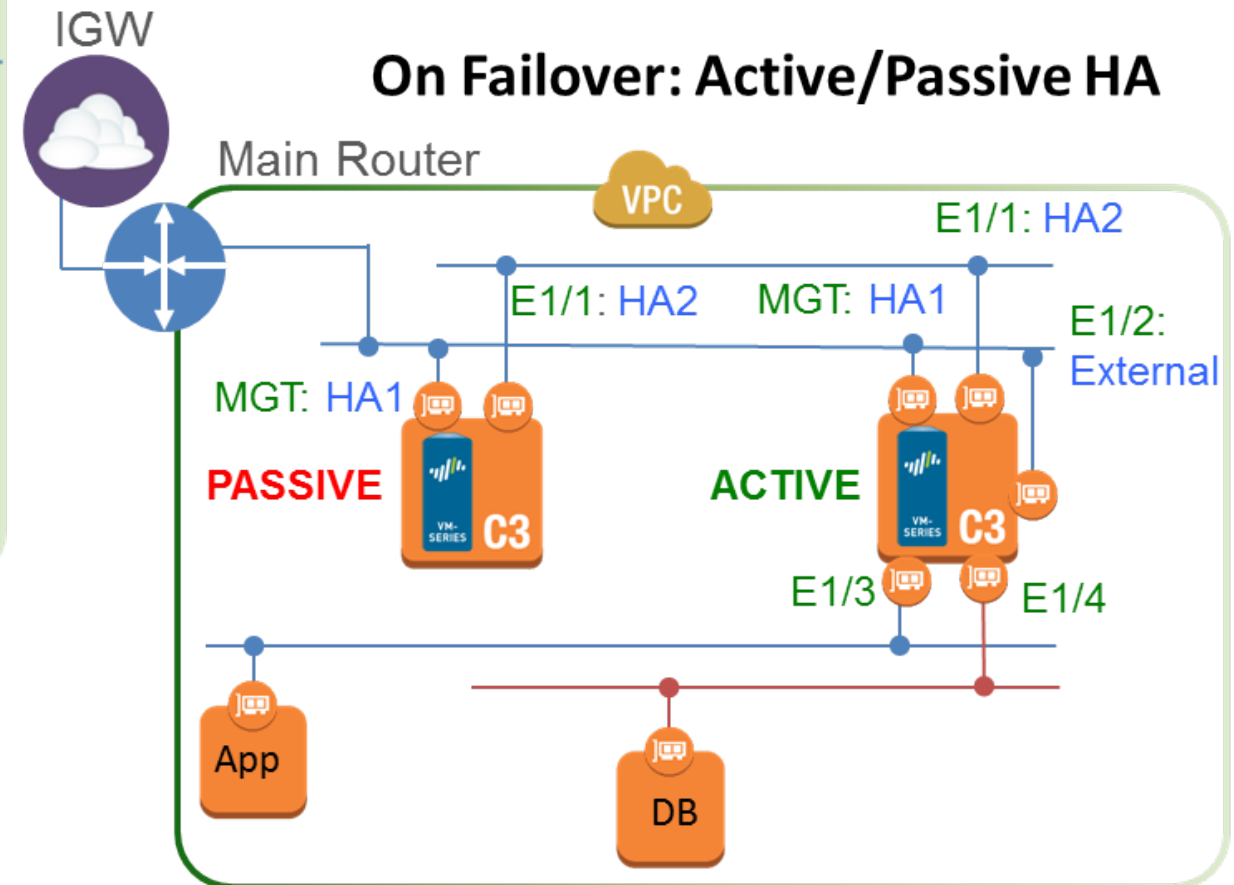 IGW
On Failover: Active/Passive HA
Main Router
VPC
E1/1: HA2
E1/1: HA2
MGT: HA1
E1/2:
External
MGT: HA1
PASSIVE
ACTIVE
VM-
SERIES
C3
VM-
SERIES
C3
E1/3
E1/4
App
DB